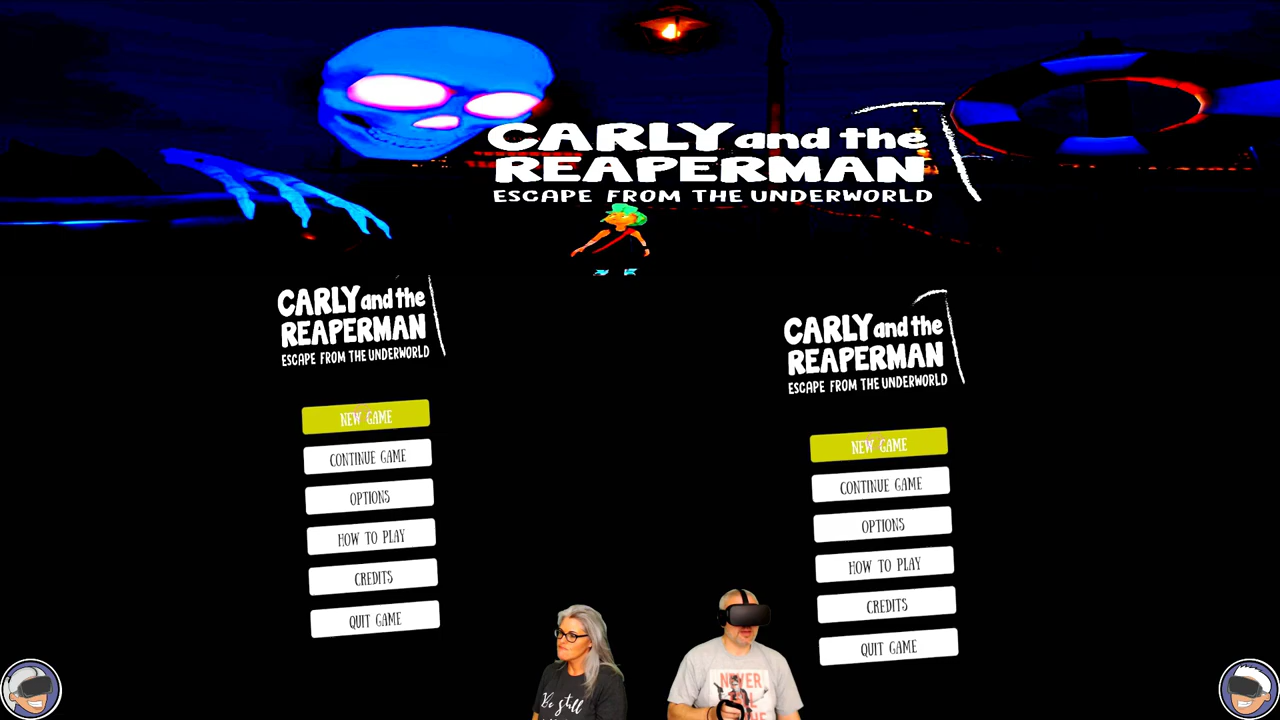 CARLY and the
REAPERMAN
ESCAPE FROM THE UNDERWORLD
CARLY and the
REAPERMAN
ESCAPE FROM THE UNDERWORLD
NEW GAME
CONTINUE GAME
OPTIONS
HOW TO PLAY
CREDITS
QUIT GAME
CARLY and the
REAPERMAN
ESCAPE FROM THE UNDERWORLD
NEW GAME
CONTINUE GAME
OPTIONS
HOW TO PLAY
CREDITS
QUIT GAME
Be still
NEVER